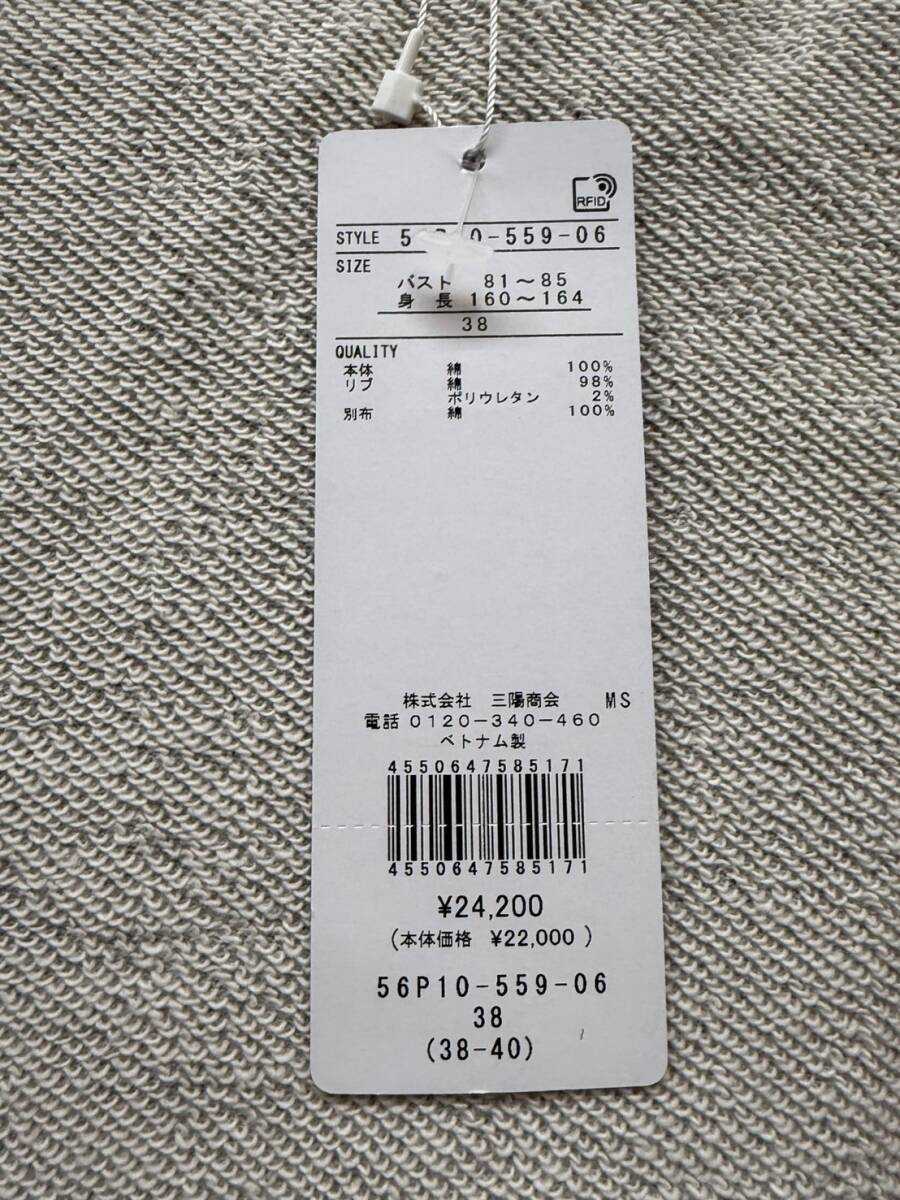 RFID
STYLE 56P10-559-06
SIZE
バスト 81～85
身長 160～164
38
QUALITY
本体 綿 100%
リブ 綿 98%
ポリウレタン 2%
別布 綿 100%
株式会社 三陽商会 MS
電話 0120-340-460
ベトナム製
4550647585171
4550647585171
¥24,200
(本体価格 ¥22,000 )
56P10-559-06
38
(38-40)